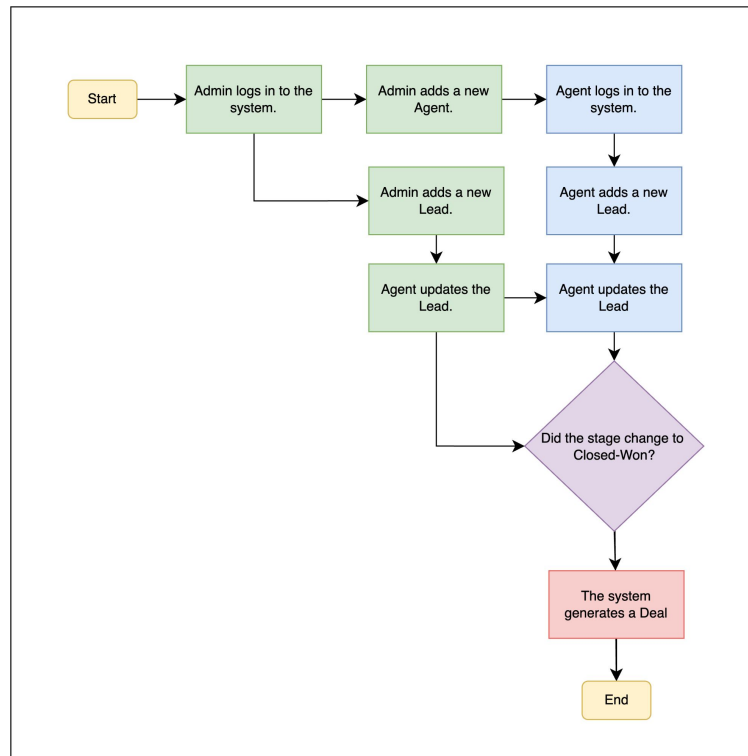 Start
Admin logs in to the
system.
Admin adds a new
Agent.
Agent logs in to the
system.
Admin adds a new
Lead.
Agent adds a new
Lead.
Agent updates the
Lead.
Agent updates the
Lead
Did the stage change to
Closed-Won?
The system
generates a Deal
End